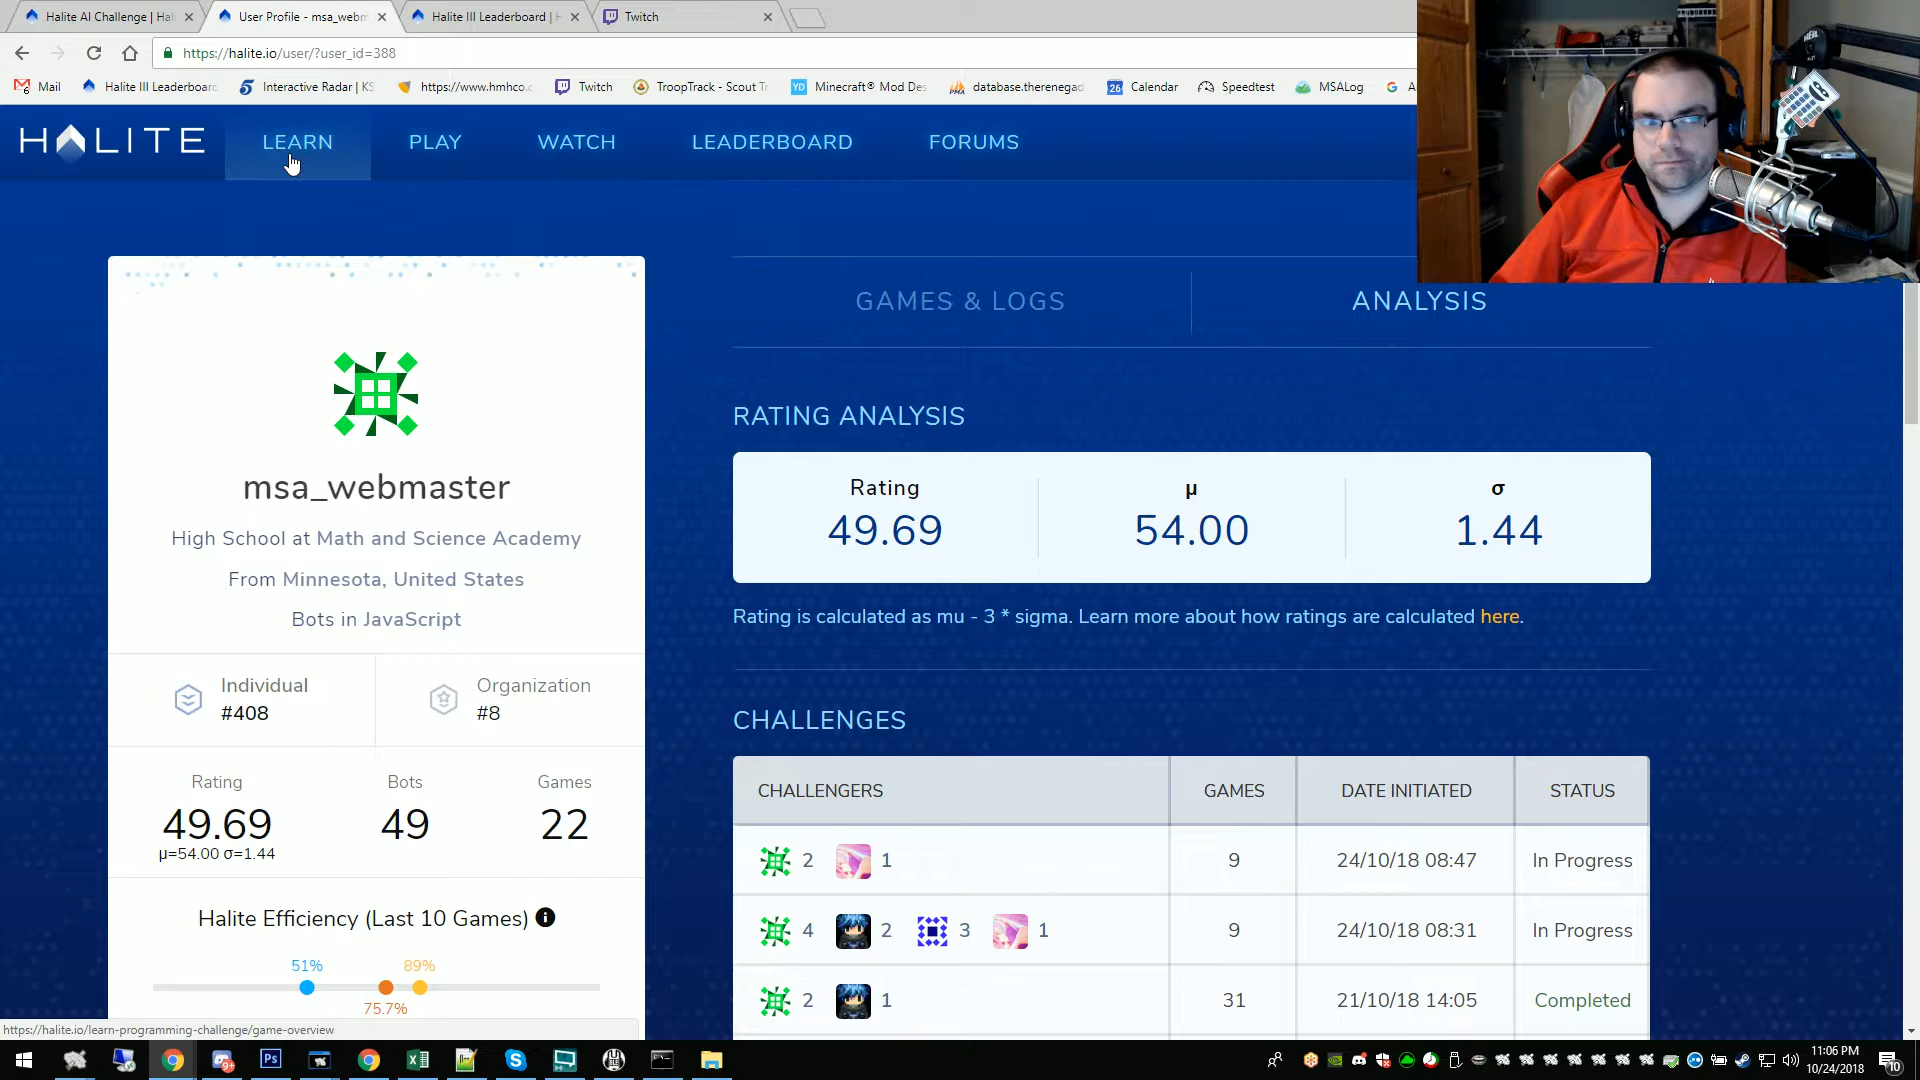 Halite AI Challenge | Hal
User Profile - msa_webm
Halite III Leaderboard |
Twitch
https://halite.io/user/?user_id=388
Mail
Halite III Leaderboard
Interactive Radar | KS
https://www.hmhco.c
Twitch
TroopTrack - Scout T
YD
Minecraft® Mod Des
PMA
database.therenegad
26
Calendar
Speedtest
MSALog
HALITE
LEARN
PLAY
WATCH
LEADERBOARD
FORUMS
GAMES & LOGS
ANALYSIS
msa_webmaster
High School at Math and Science Academy
From Minnesota, United States
Bots in JavaScript
Individual
#408
Organization
#8
Rating
49.69
μ=54.00 σ=1.44
Bots
49
Games
22
Halite Efficiency (Last 10 Games)
51%
89%
75.7%
RATING ANALYSIS
Rating
49.69
μ
54.00
σ
1.44
Rating is calculated as mu - 3 * sigma. Learn more about how ratings are calculated here.
CHALLENGES
CHALLENGERS GAMES DATE INITIATED STATUS
2 1 9 24/10/18 08:47 In Progress
4 2 3 1 9 24/10/18 08:31 In Progress
2 1 31 21/10/18 14:05 Completed
https://halite.io/learn-programming-challenge/game-overview
Ps
11:06 PM
10/24/2018
10